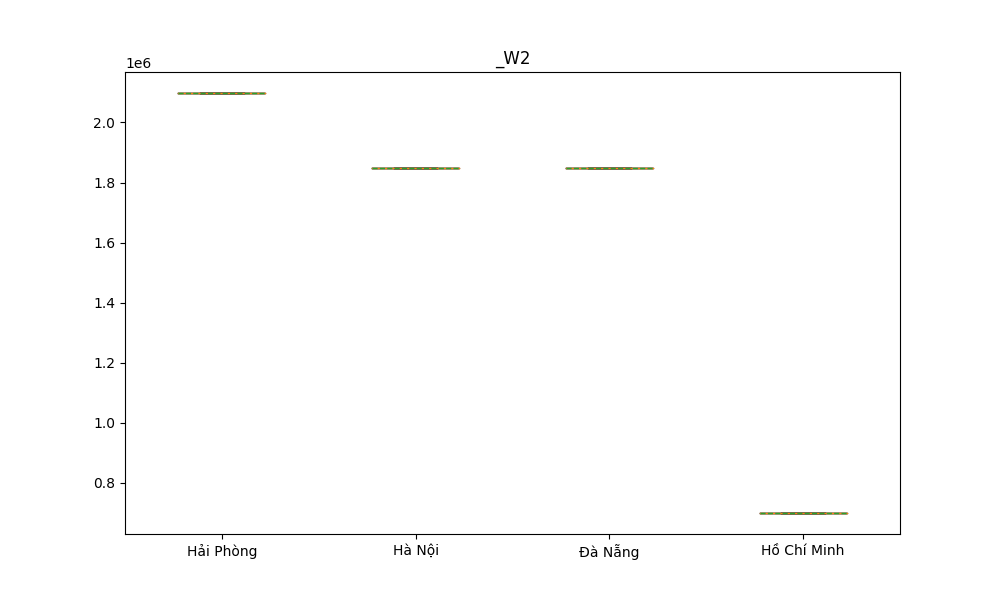 _W2
1e6
2.0
1.8
1.6
1.4
1.2
1.0
0.8
Hải Phòng
Hà Nội
Đà Nẵng
Hồ Chí Minh